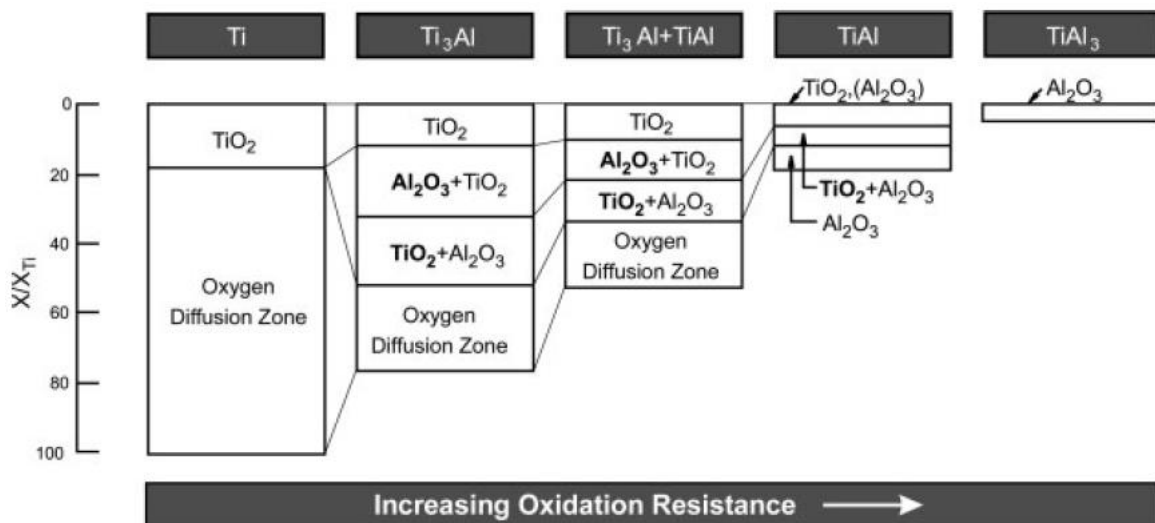 Ti
Ti₃Al
Ti₃ Al+TiAl
TiAl
TiAl₃
X/X_Ti
0
20
40
60
80
100
TiO₂
Oxygen
Diffusion Zone
TiO₂
Al₂O₃+TiO₂
TiO₂+Al₂O₃
Oxygen
Diffusion Zone
TiO₂
Al₂O₃+TiO₂
TiO₂+Al₂O₃
Oxygen
Diffusion Zone
TiO₂,(Al₂O₃)
TiO₂+Al₂O₃
Al₂O₃
Al₂O₃
Increasing Oxidation Resistance